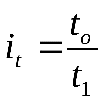 i_t = t_o / t_1